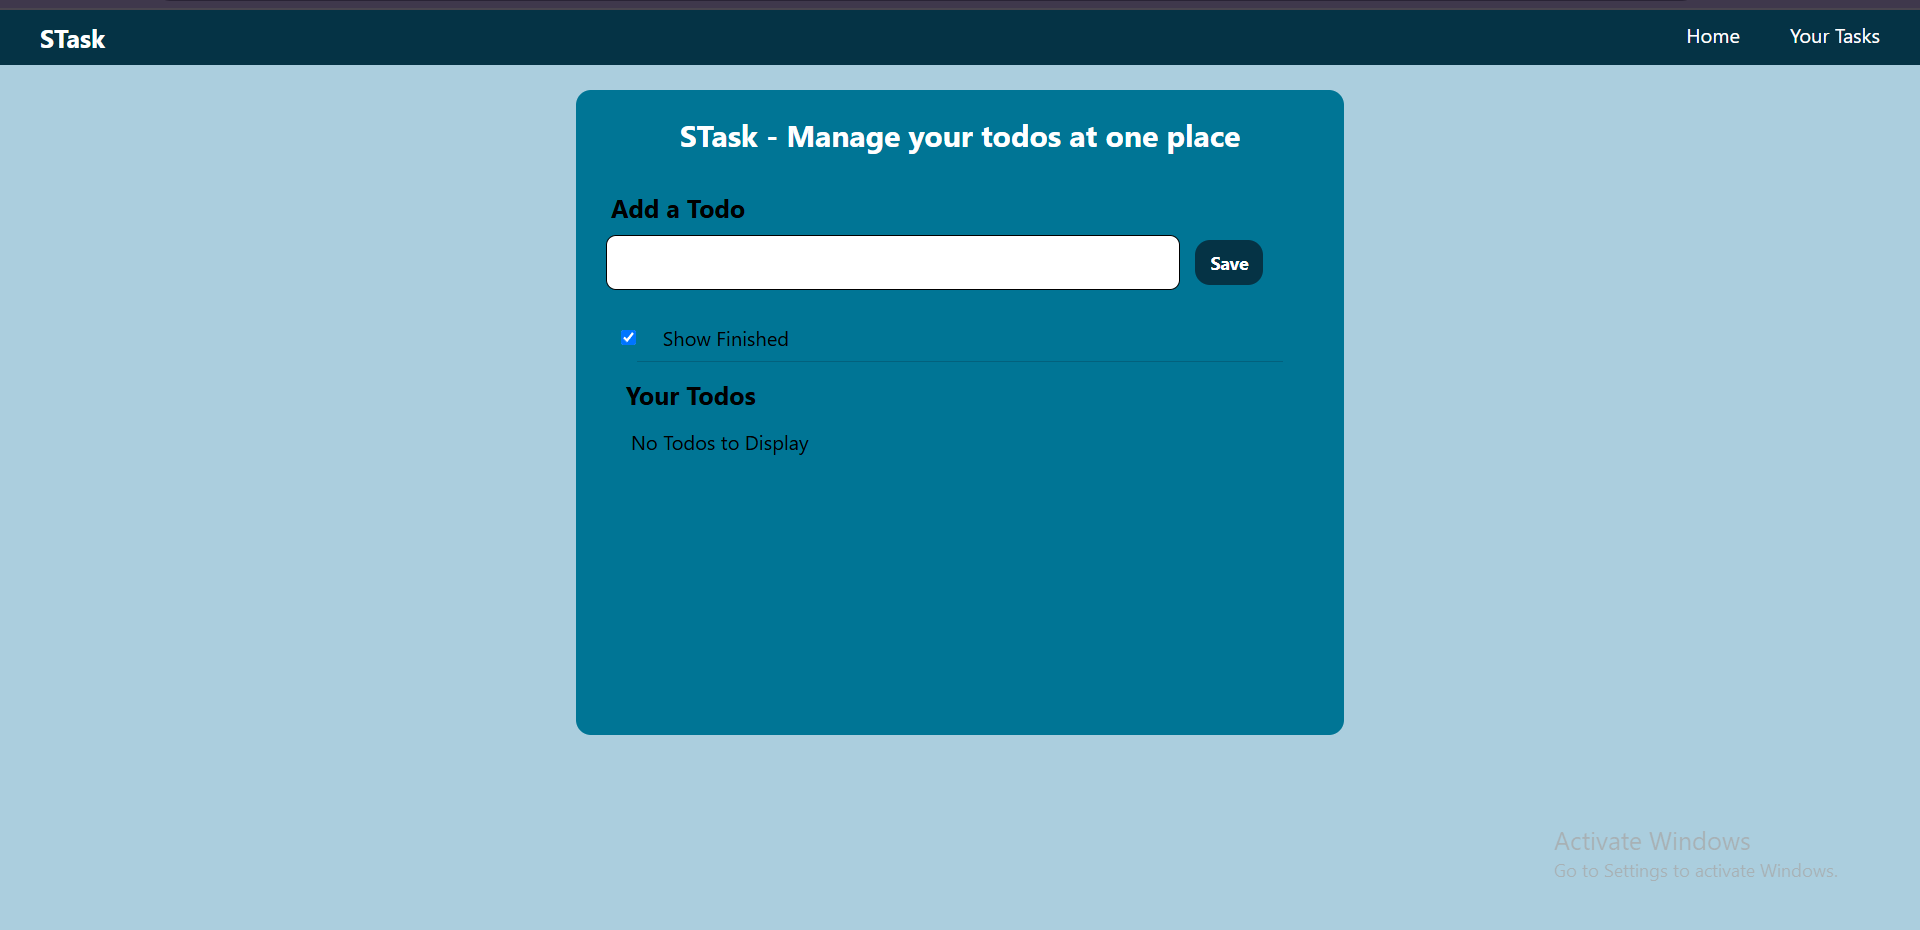 STask
Home
Your Tasks
STask - Manage your todos at one place
Add a Todo
Save
Show Finished
Your Todos
No Todos to Display
Activate Windows
Go to Settings to activate Windows.